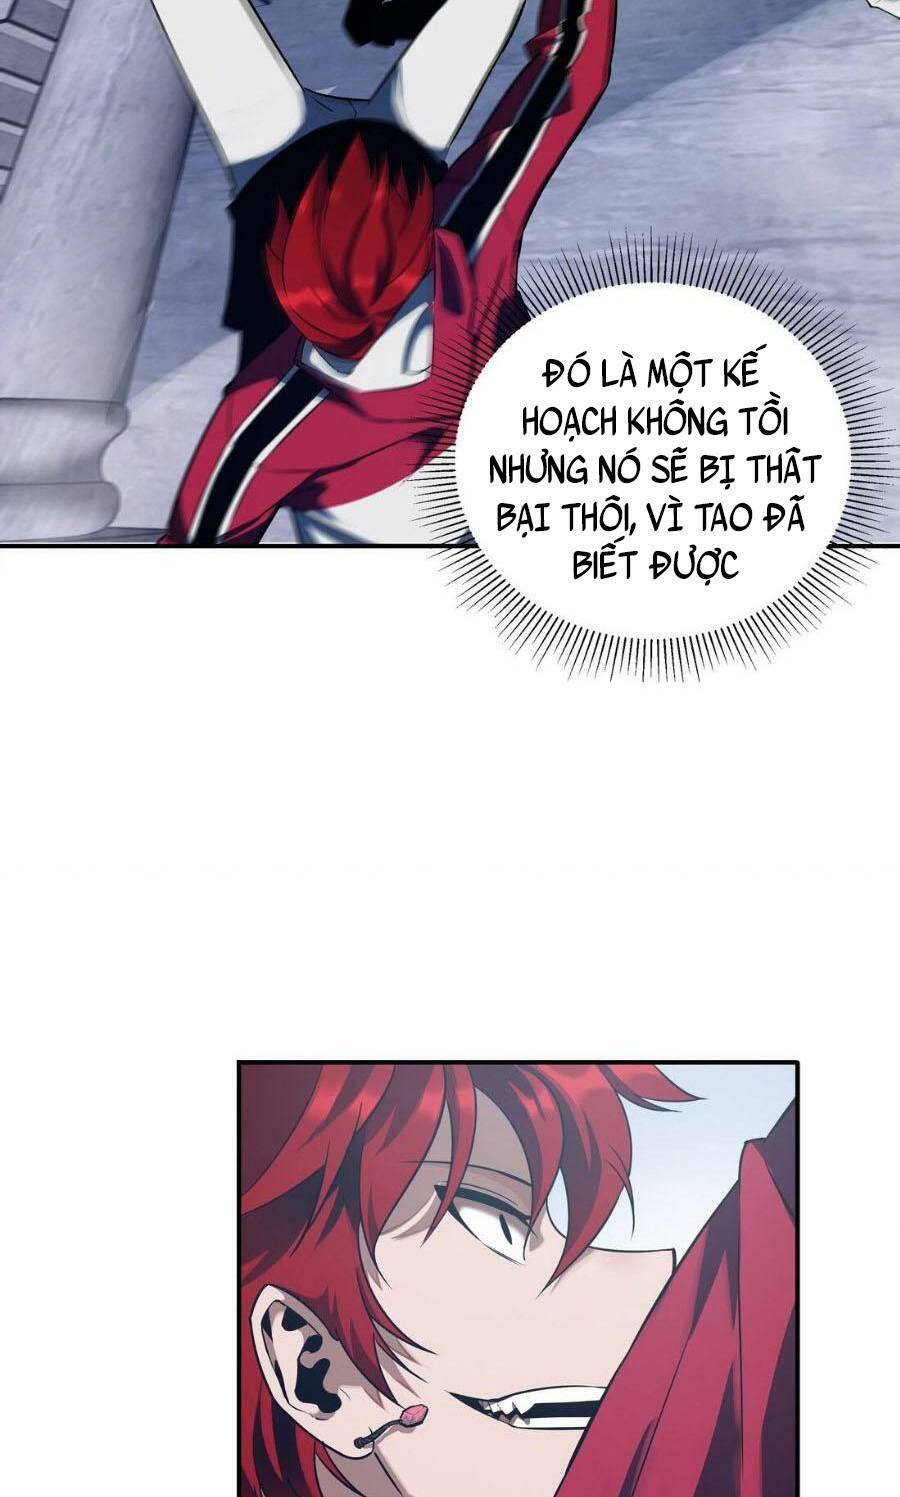 ĐÓ LÀ MỘT KẾ
HOẠCH KHÔNG TỒI
NHƯNG NÓ SẼ BỊ THẤT
BẠI THÔI, VÌ TAO ĐÃ
BIẾT ĐƯỢC